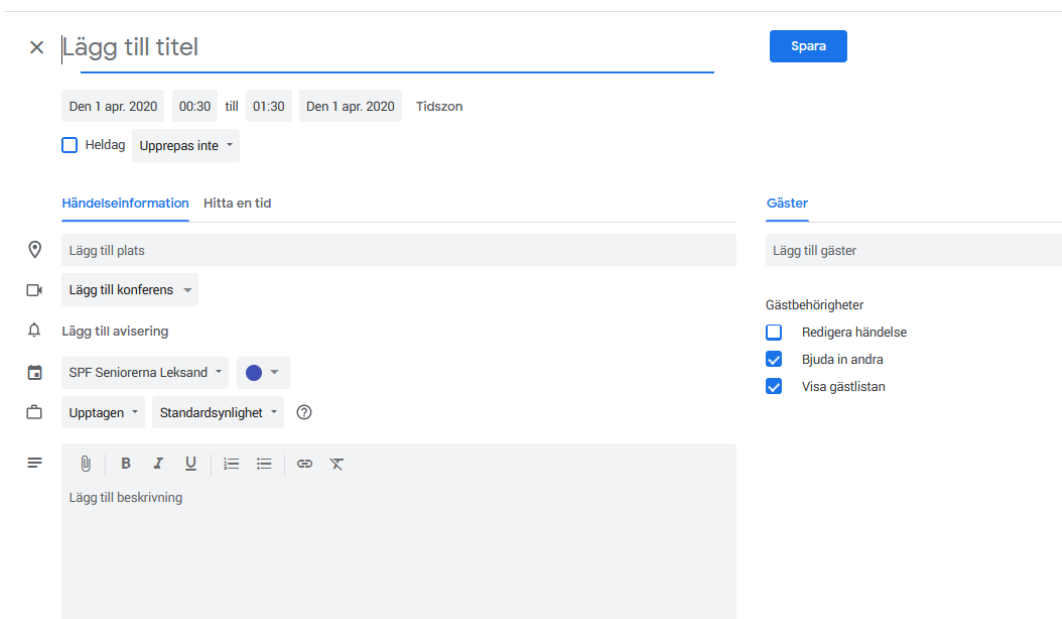 Lägg till titel
Spara
Den 1 apr. 2020 00:30 till 01:30 Den 1 apr. 2020 Tidszon
Heldag Upprepas inte
Händelseinformation Hitta en tid
Gäster
Lägg till plats
Lägg till gäster
Lägg till konferens
Gästbehörigheter
Lägg till avisering
Redigera händelse
Bjuda in andra
SPF Seniorerna Leksand
Visa gästlistan
Upptagen Standardsynlighet
B I U
Lägg till beskrivning